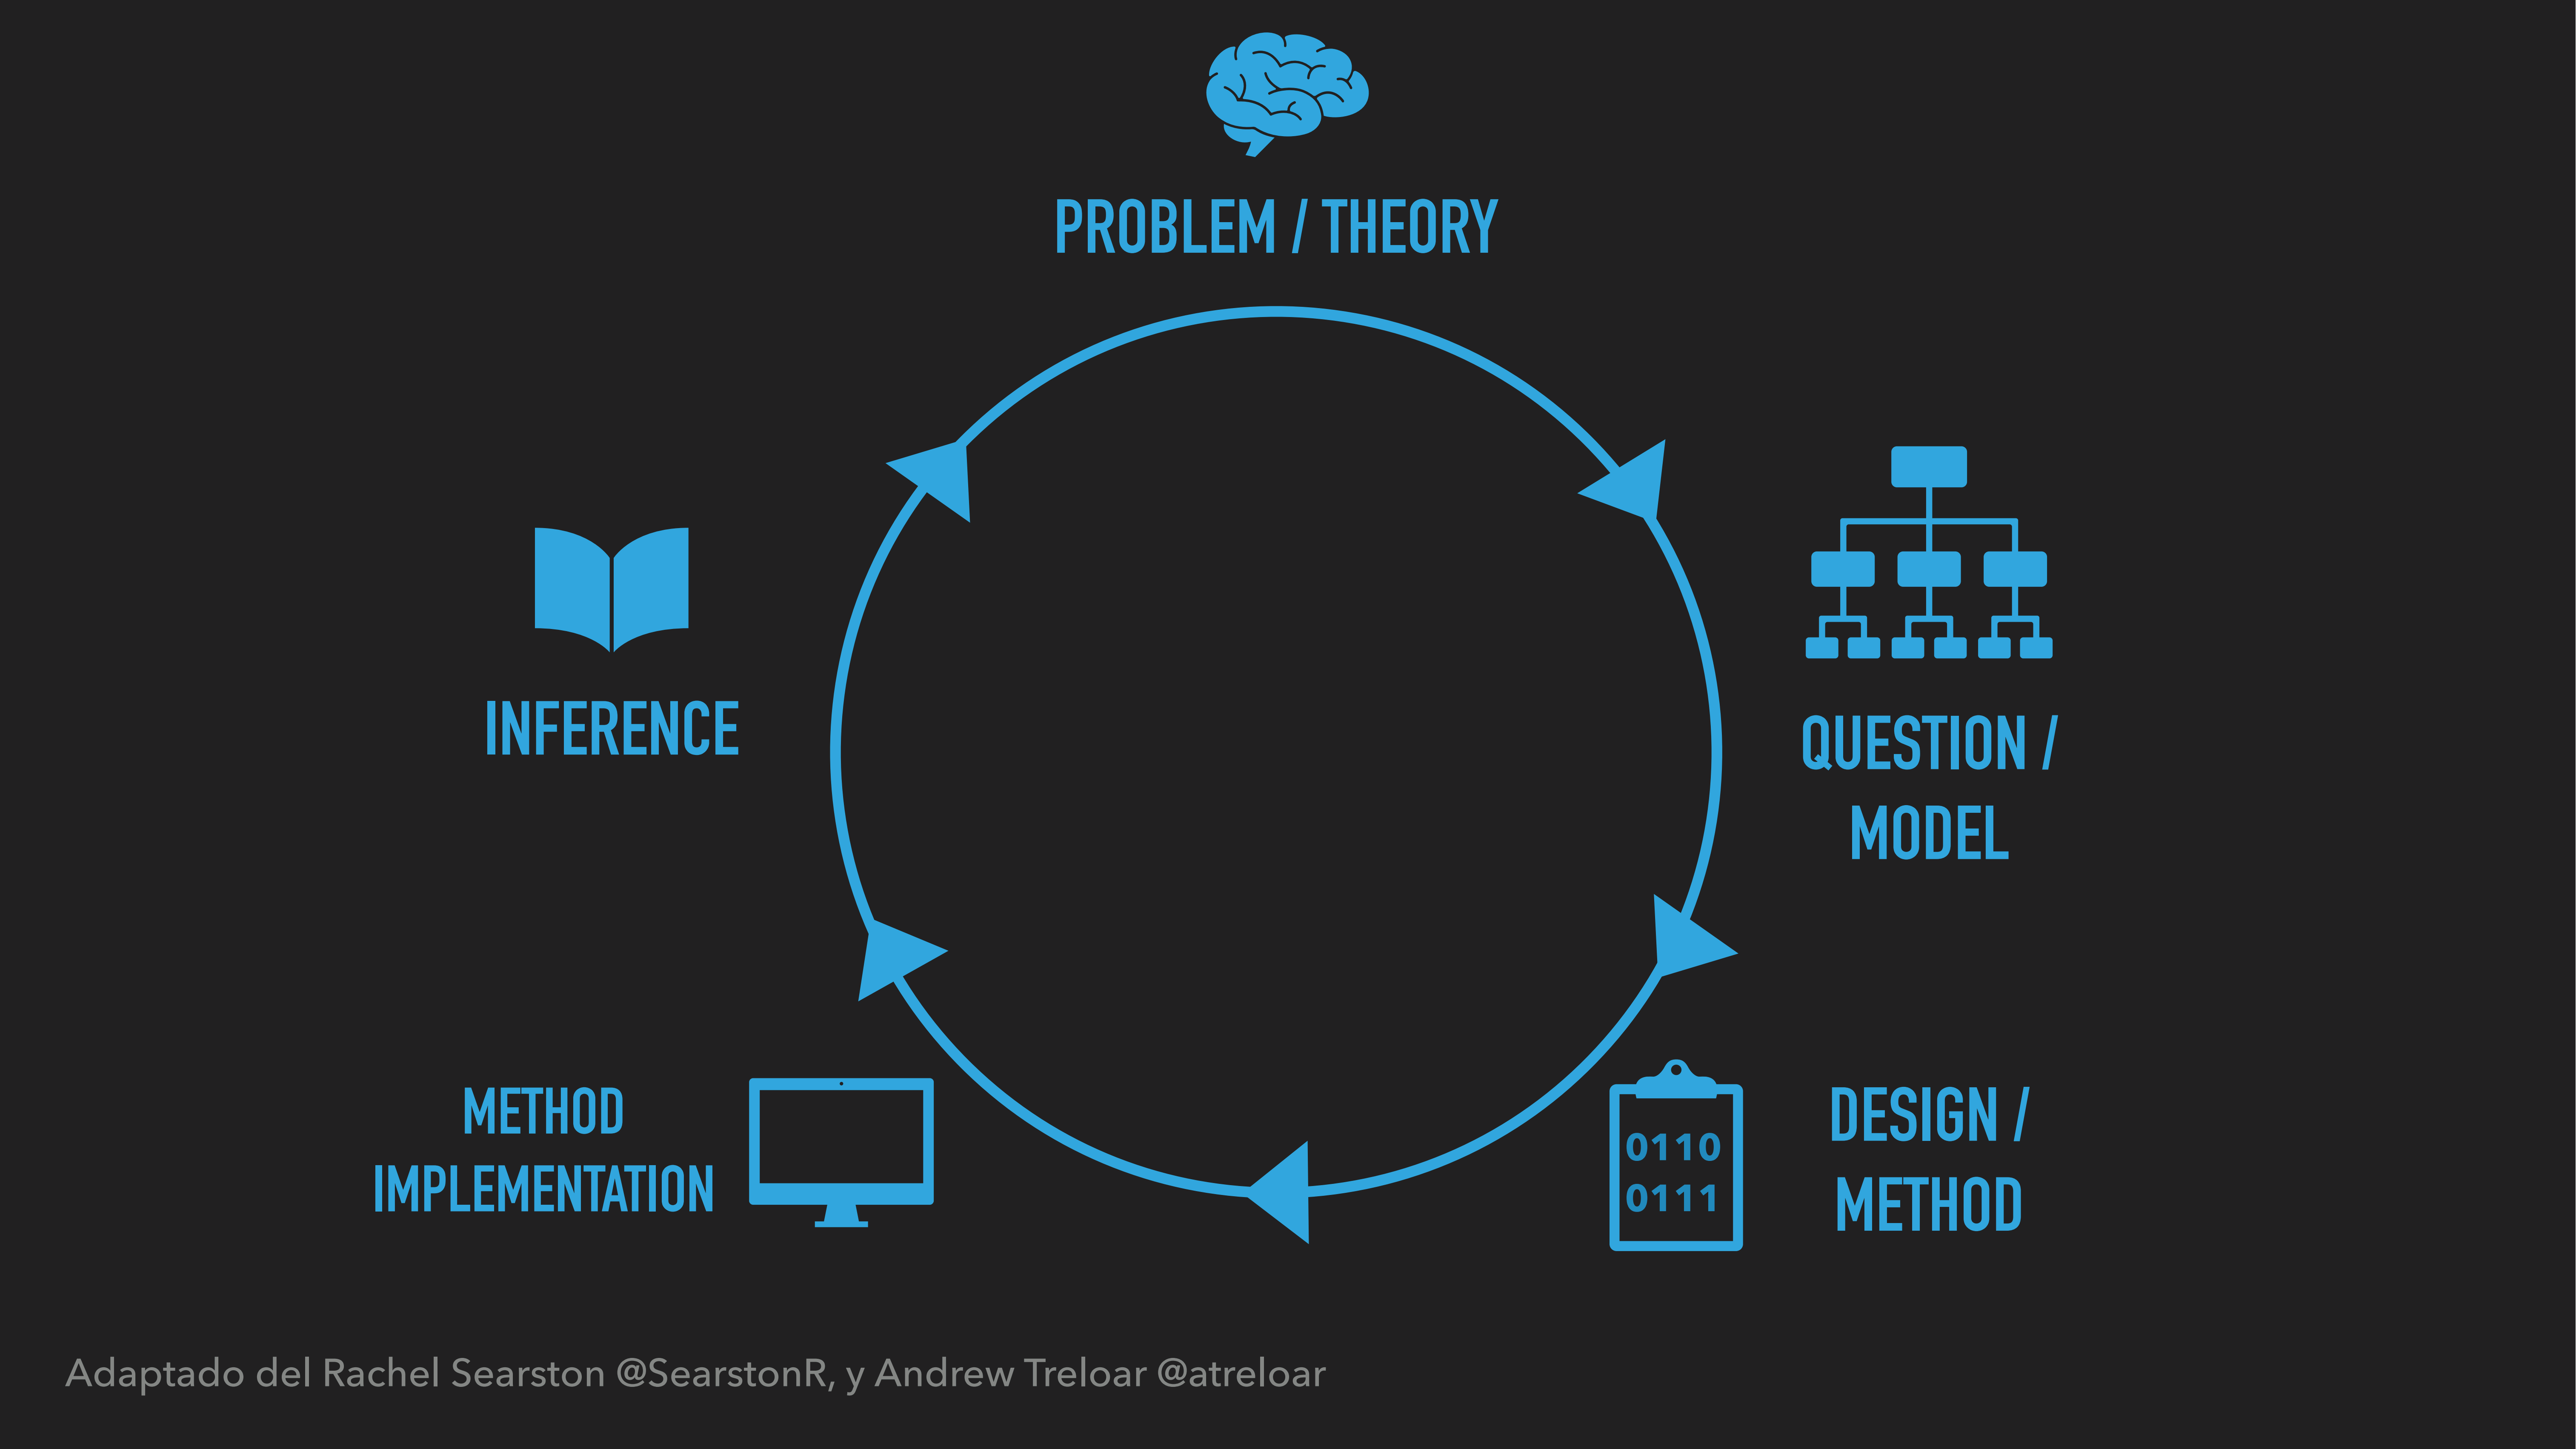 PROBLEM / THEORY
QUESTION /
MODEL
DESIGN /
METHOD
0110
0111
METHOD
IMPLEMENTATION
INFERENCE
Adaptado del Rachel Searston @SearstonR, y Andrew Treloar @atreloar